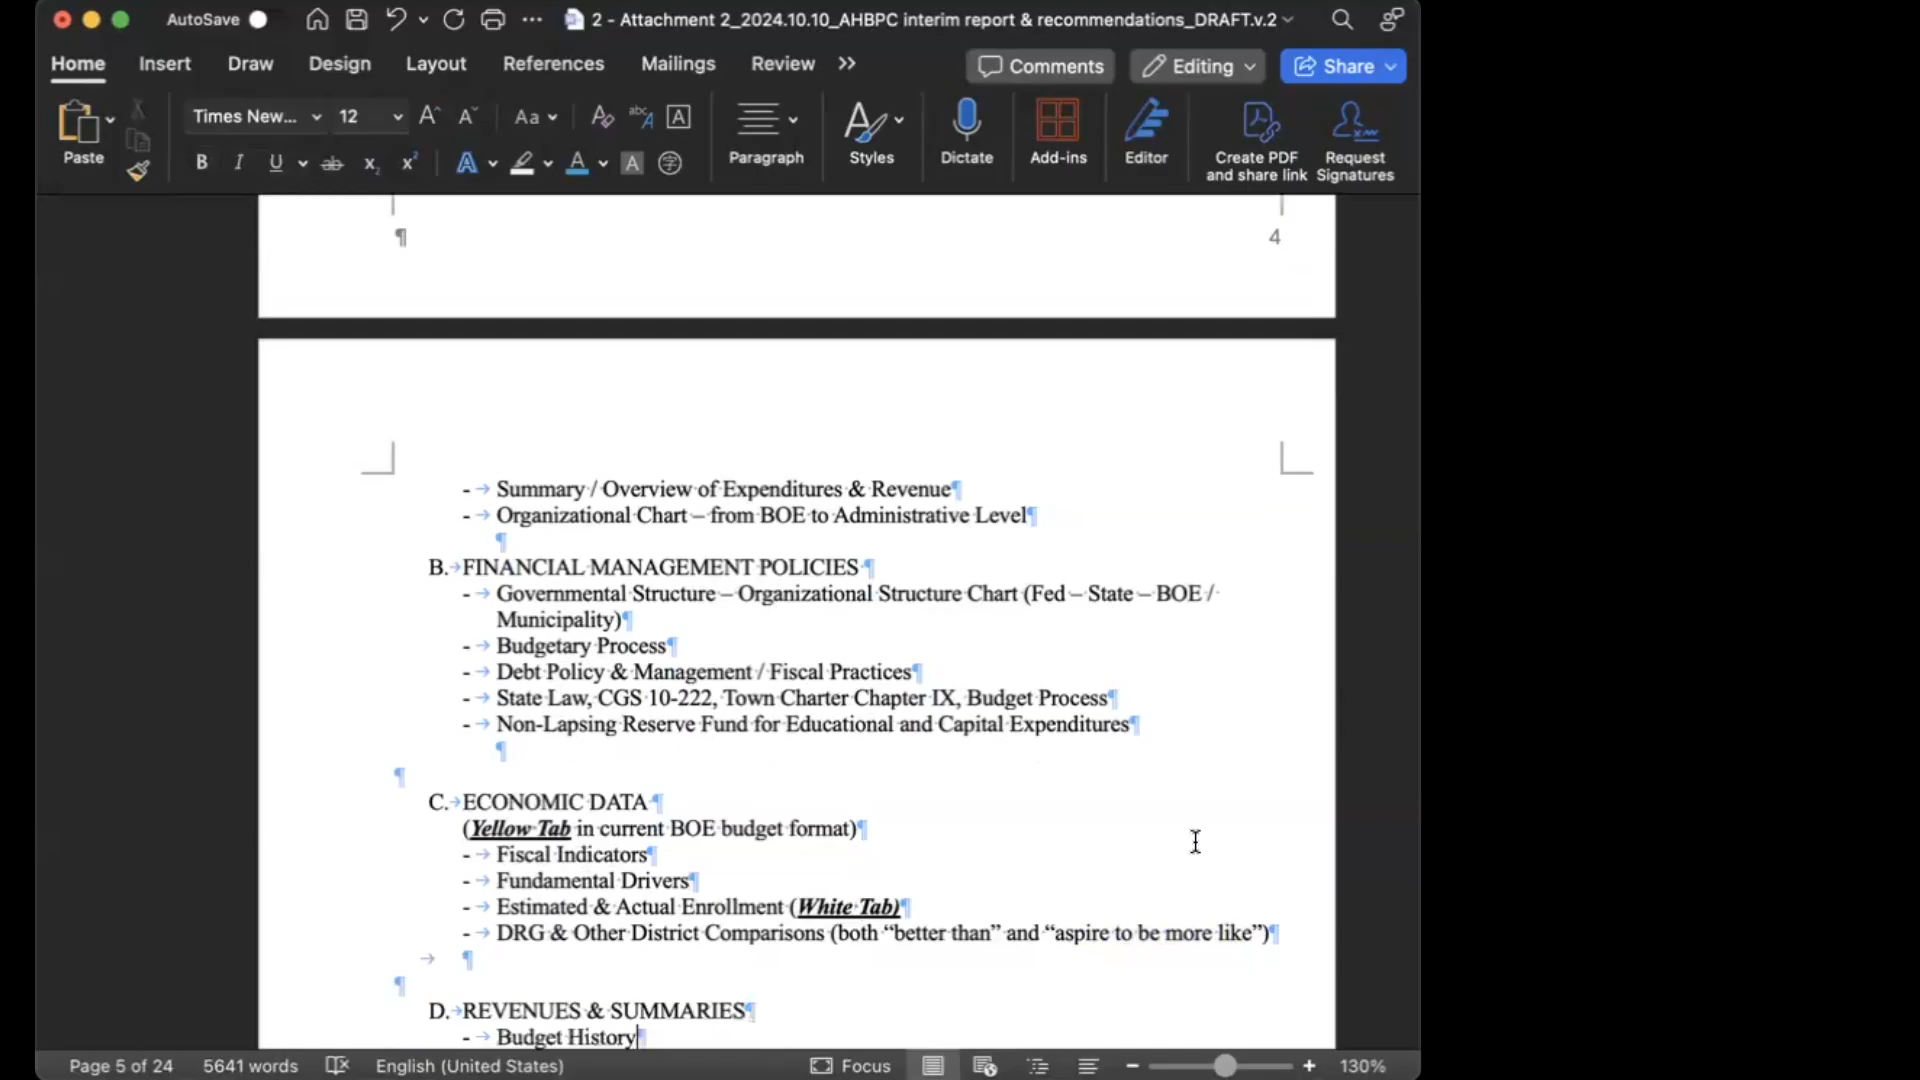 AutoSave
2 - Attachment 2_2024.10.10_AHBPC interim report & recommendations_DRAFT.v.2
Home Insert Draw Design Layout References Mailings Review >>
Comments Editing Share
Paste
Times New... 12
Aa
B I U ab x₂ x²
Paragraph
Styles
Dictate
Add-ins
Editor
Create PDF and share link
Request Signatures
4
- Summary / Overview of Expenditures & Revenue
- Organizational Chart – from BOE to Administrative Level
B. FINANCIAL MANAGEMENT POLICIES
- Governmental Structure – Organizational Structure Chart (Fed – State – BOE /
Municipality)
- Budgetary Process
- Debt Policy & Management / Fiscal Practices
- State Law, CGS 10-222, Town Charter Chapter IX, Budget Process
- Non-Lapsing Reserve Fund for Educational and Capital Expenditures
C. ECONOMIC DATA
(Yellow Tab in current BOE budget format)
- Fiscal Indicators
- Fundamental Drivers
- Estimated & Actual Enrollment (White Tab)
- DRG & Other District Comparisons (both “better than” and “aspire to be more like”)
D. REVENUES & SUMMARIES
- Budget History
Page 5 of 24 5641 words English (United States) Focus 130%